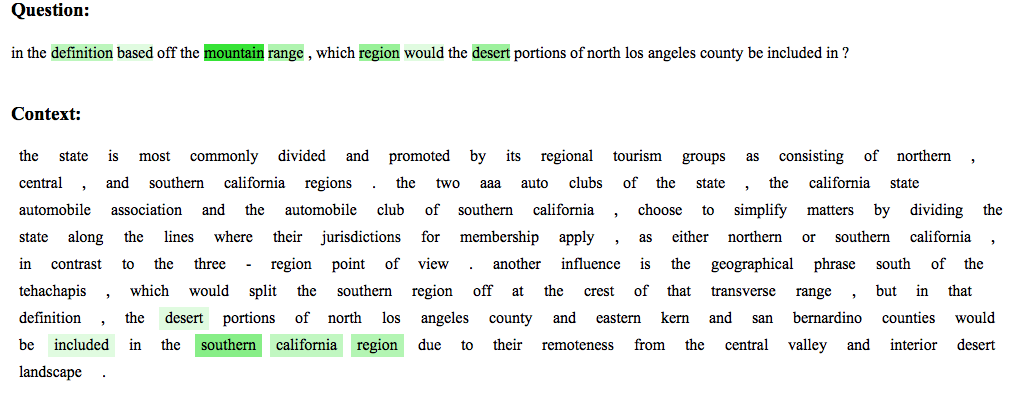 Question:
in the definition based off the mountain range , which region would the desert portions of north los angeles county be included in ?
Context:
the state is most commonly divided and promoted by its regional tourism groups as consisting of northern ,
central , and southern california regions . the two aaa auto clubs of the state , the california state
automobile association and the automobile club of southern california , choose to simplify matters by dividing the
state along the lines where their jurisdictions for membership apply , as either northern or southern california ,
in contrast to the three - region point of view . another influence is the geographical phrase south of the
tehachapis , which would split the southern region off at the crest of that transverse range , but in that
definition , the desert portions of north los angeles county and eastern kern and san bernardino counties would
be included in the southern california region due to their remoteness from the central valley and interior desert
landscape .